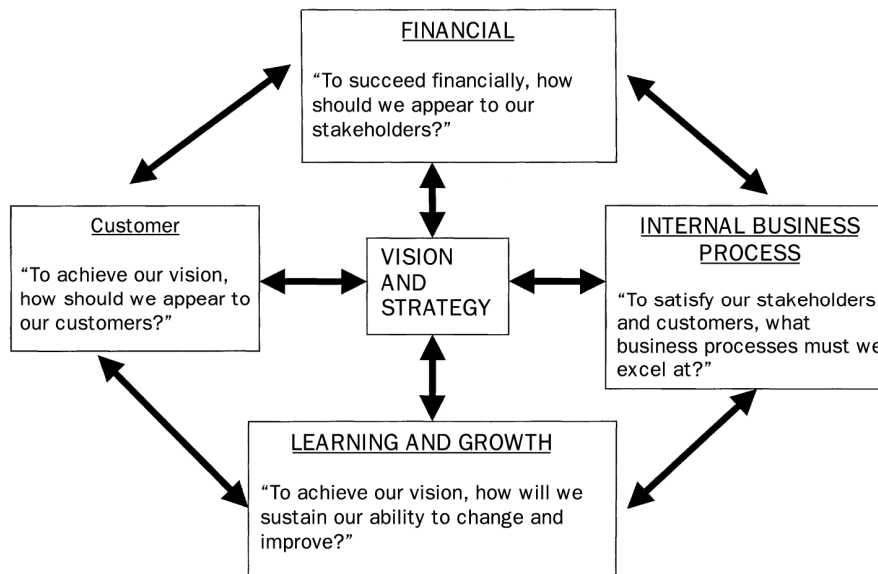 FINANCIAL
“To succeed financially, how
should we appear to our
stakeholders?”
Customer
“To achieve our vision,
how should we appear to
our customers?”
VISION
AND
STRATEGY
INTERNAL BUSINESS
PROCESS
“To satisfy our stakeholders
and customers, what
business processes must we
excel at?”
LEARNING AND GROWTH
“To achieve our vision, how will we
sustain our ability to change and
improve?”